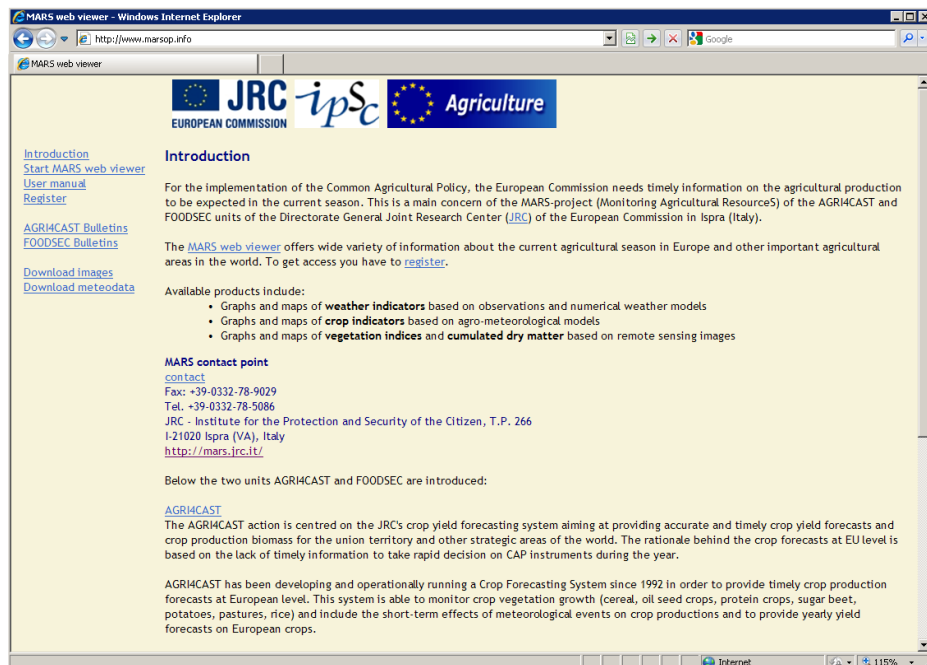 MARS web viewer - Windows Internet Explorer
http://www.marsop.info
Google
MARS web viewer
JRC
EUROPEAN COMMISSION
ipSc
Agriculture
Introduction
Start MARS web viewer
User manual
Register
AGRI4CAST Bulletins
FOODSEC Bulletins
Download images
Download meteodata
Introduction
For the implementation of the Common Agricultural Policy, the European Commission needs timely information on the agricultural production
to be expected in the current season. This is a main concern of the MARS-project (Monitoring Agricultural ResourceS) of the AGRI4CAST and
FOODSEC units of the Directorate General Joint Research Center (JRC) of the European Commission in Ispra (Italy).
The MARS web viewer offers wide variety of information about the current agricultural season in Europe and other important agricultural
areas in the world. To get access you have to register.
Available products include:
• Graphs and maps of weather indicators based on observations and numerical weather models
• Graphs and maps of crop indicators based on agro-meteorological models
• Graphs and maps of vegetation indices and cumulated dry matter based on remote sensing images
MARS contact point
contact
Fax: +39-0332-78-9029
Tel. +39-0332-78-5086
JRC - Institute for the Protection and Security of the Citizen, T.P. 266
I-21020 Ispra (VA), Italy
http://mars.jrc.it/
Below the two units AGRI4CAST and FOODSEC are introduced:
AGRI4CAST
The AGRI4CAST action is centred on the JRC's crop yield forecasting system aiming at providing accurate and timely crop yield forecasts and
crop production biomass for the union territory and other strategic areas of the world. The rationale behind the crop forecasts at EU level is
based on the lack of timely information to take rapid decision on CAP instruments during the year.
AGRI4CAST has been developing and operationally running a Crop Forecasting System since 1992 in order to provide timely crop production
forecasts at European level. This system is able to monitor crop vegetation growth (cereal, oil seed crops, protein crops, sugar beet,
potatoes, pastures, rice) and include the short-term effects of meteorological events on crop productions and to provide yearly yield
forecasts on European crops.
Internet
115%